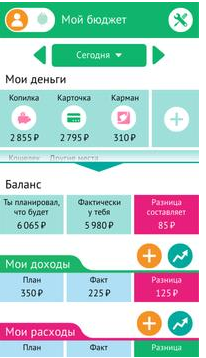 Мой бюджет
Сегодня
Мои деньги
Копилка Карточка Карман
2 855 ₽ 2 795 ₽ 310 ₽
Кошелек Другие места
Баланс
Ты планировал, что будет
Фактически у тебя
Разница составляет
6 065 ₽ 5 980 ₽ 85 ₽
Мои доходы
План Факт Разница
350 ₽ 225 ₽ 125 ₽
Мои расходы
План Факт Разница